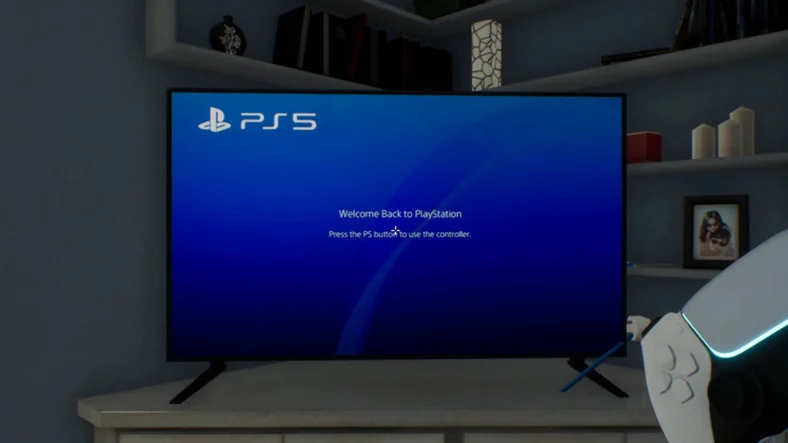 PS5
Welcome Back to PlayStation
Press the PS button to use the controller.